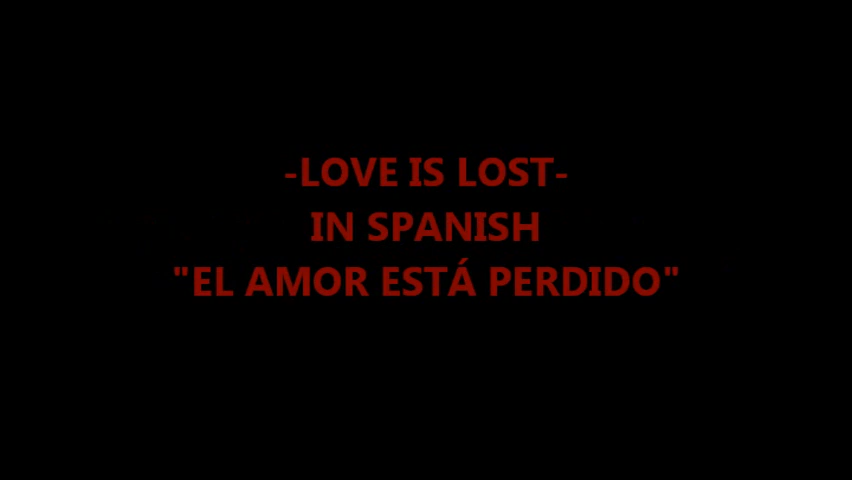 -LOVE IS LOST-
IN SPANISH
"EL AMOR ESTÁ PERDIDO"